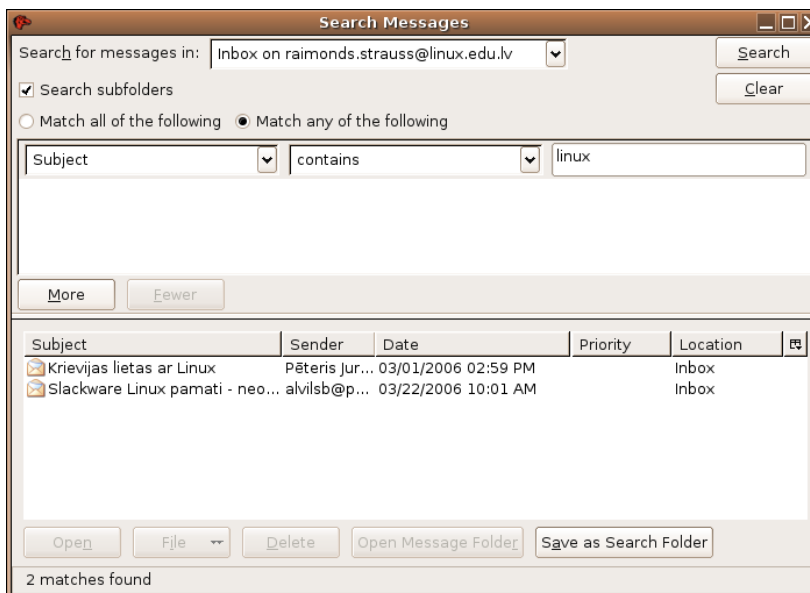 Search Messages
Search for messages in: Inbox on raimonds.strauss@linux.edu.lv Search
Search subfolders Clear
Match all of the following Match any of the following
Subject contains linux
More Fewer
Subject Sender Date Priority Location
Krievijas lietas ar Linux Pēteris Jur... 03/01/2006 02:59 PM Inbox
Slackware Linux pamati - neo... alvilsb@p... 03/22/2006 10:01 AM Inbox
Open File Delete Open Message Folder Save as Search Folder
2 matches found